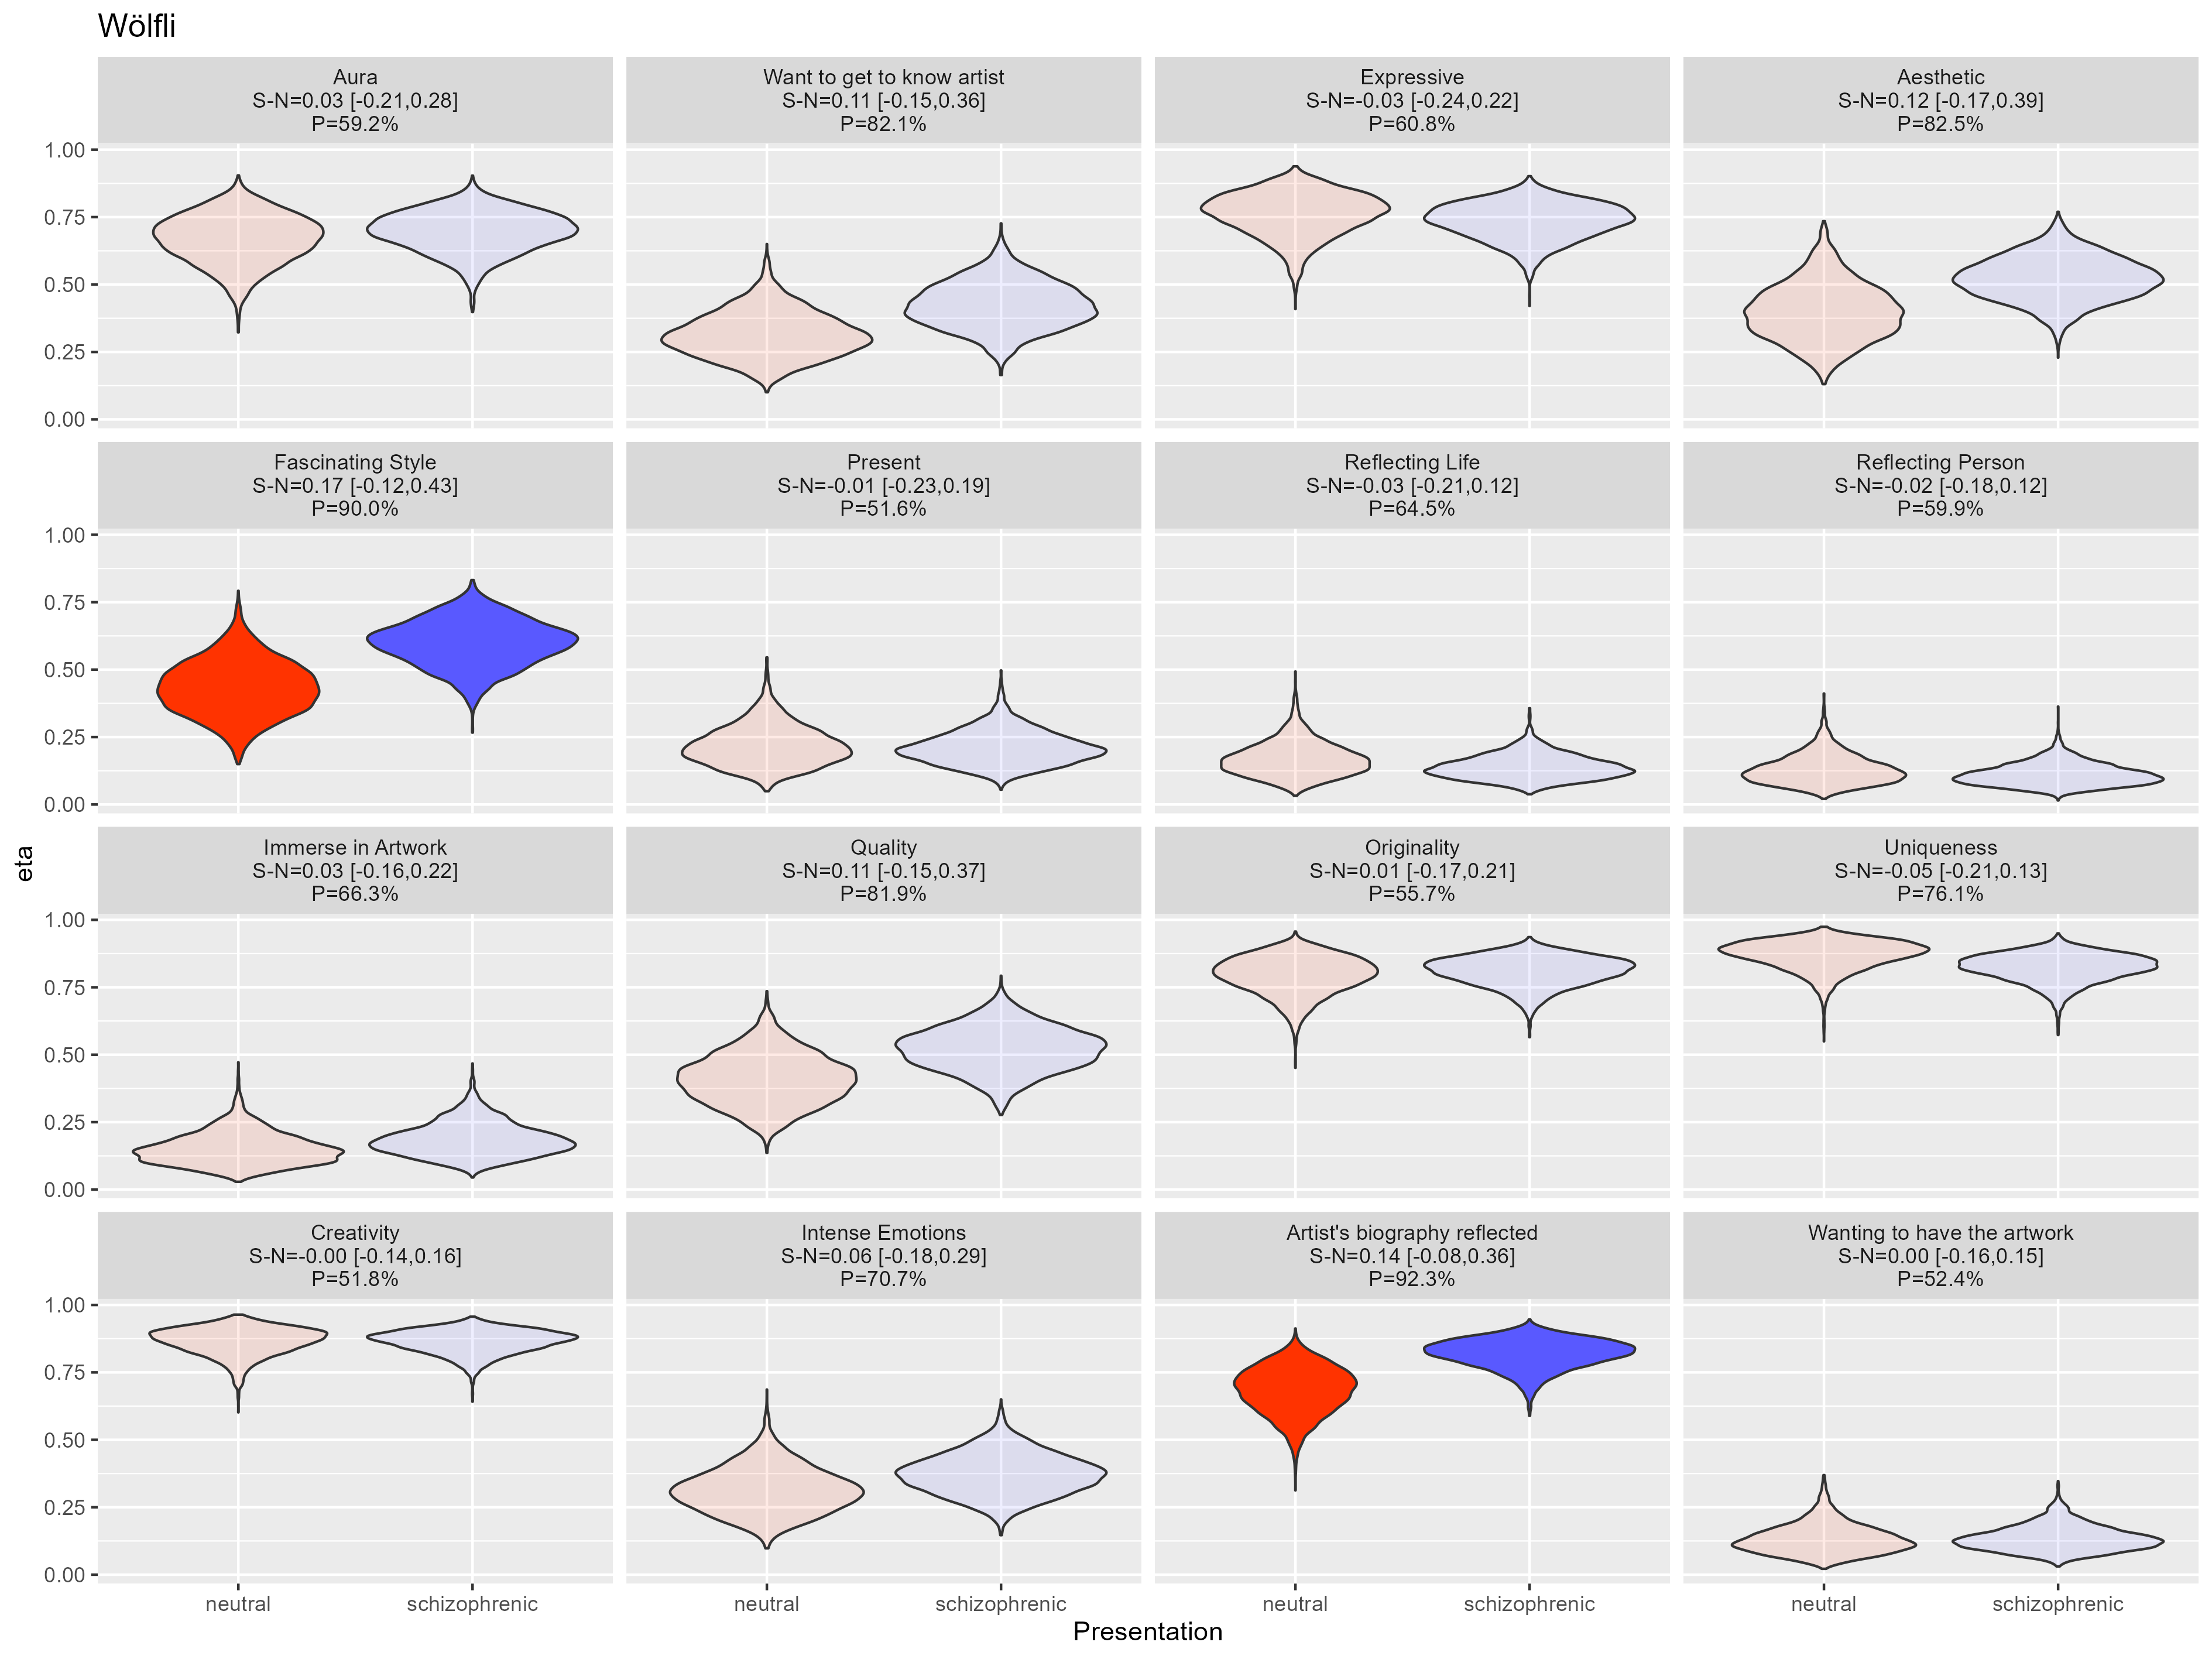 Wölfli
Aura
S-N=0.03 [-0.21,0.28]
P=59.2%
Want to get to know artist
S-N=0.11 [-0.15,0.36]
P=82.1%
Expressive
S-N=-0.03 [-0.24,0.22]
P=60.8%
Aesthetic
S-N=0.12 [-0.17,0.39]
P=82.5%
1.00
0.75
0.50
0.25
0.00
Fascinating Style
S-N=0.17 [-0.12,0.43]
P=90.0%
Present
S-N=-0.01 [-0.23,0.19]
P=51.6%
Reflecting Life
S-N=-0.03 [-0.21,0.12]
P=64.5%
Reflecting Person
S-N=-0.02 [-0.18,0.12]
P=59.9%
1.00
0.75
0.50
0.25
0.00
eta
Immerse in Artwork
S-N=0.03 [-0.16,0.22]
P=66.3%
Quality
S-N=0.11 [-0.15,0.37]
P=81.9%
Originality
S-N=0.01 [-0.17,0.21]
P=55.7%
Uniqueness
S-N=-0.05 [-0.21,0.13]
P=76.1%
1.00
0.75
0.50
0.25
0.00
Creativity
S-N=-0.00 [-0.14,0.16]
P=51.8%
Intense Emotions
S-N=0.06 [-0.18,0.29]
P=70.7%
Artist's biography reflected
S-N=0.14 [-0.08,0.36]
P=92.3%
Wanting to have the artwork
S-N=0.00 [-0.16,0.15]
P=52.4%
1.00
0.75
0.50
0.25
0.00
neutral schizophrenic neutral schizophrenic neutral schizophrenic neutral schizophrenic
Presentation